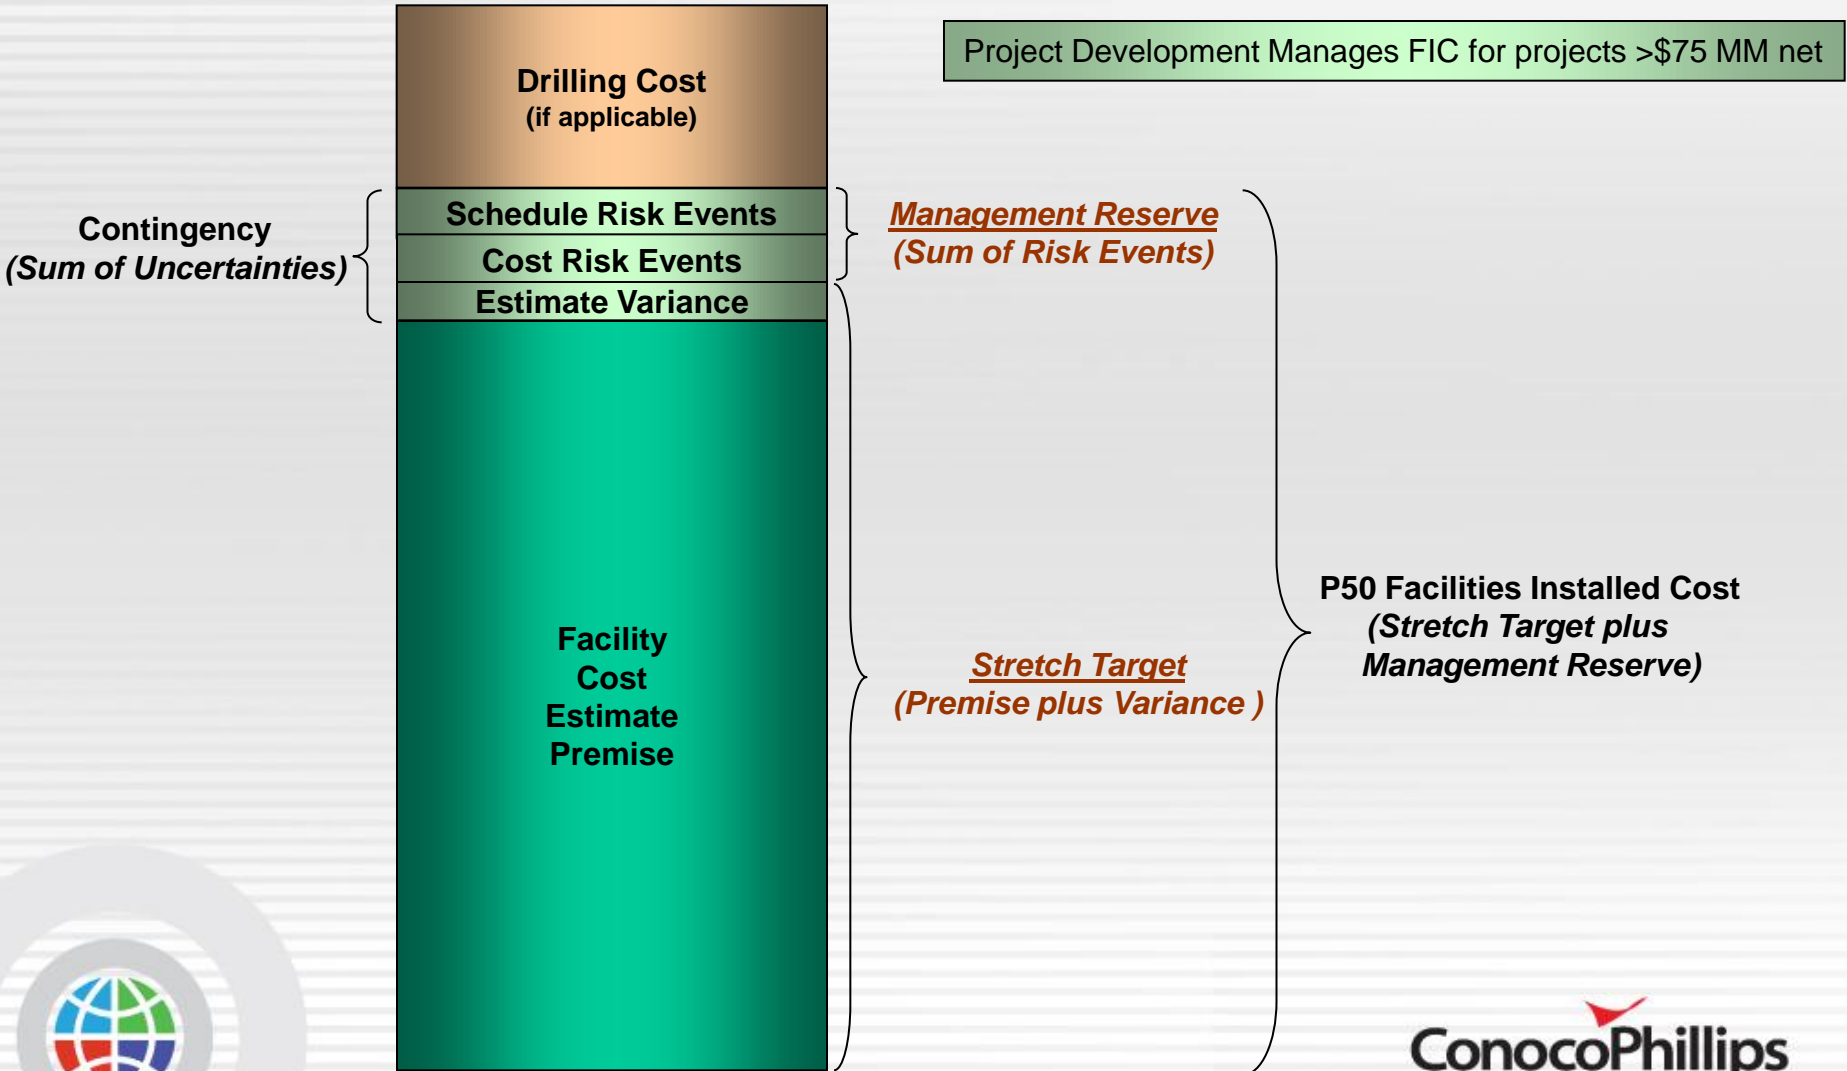 Project Development Manages FIC for projects >$75 MM net
Drilling Cost
(if applicable)
Contingency
(Sum of Uncertainties)
Schedule Risk Events
Cost Risk Events
Estimate Variance
Management Reserve
(Sum of Risk Events)
Facility
Cost
Estimate
Premise
Stretch Target
(Premise plus Variance )
P50 Facilities Installed Cost
(Stretch Target plus
Management Reserve)
ConocoPhillips